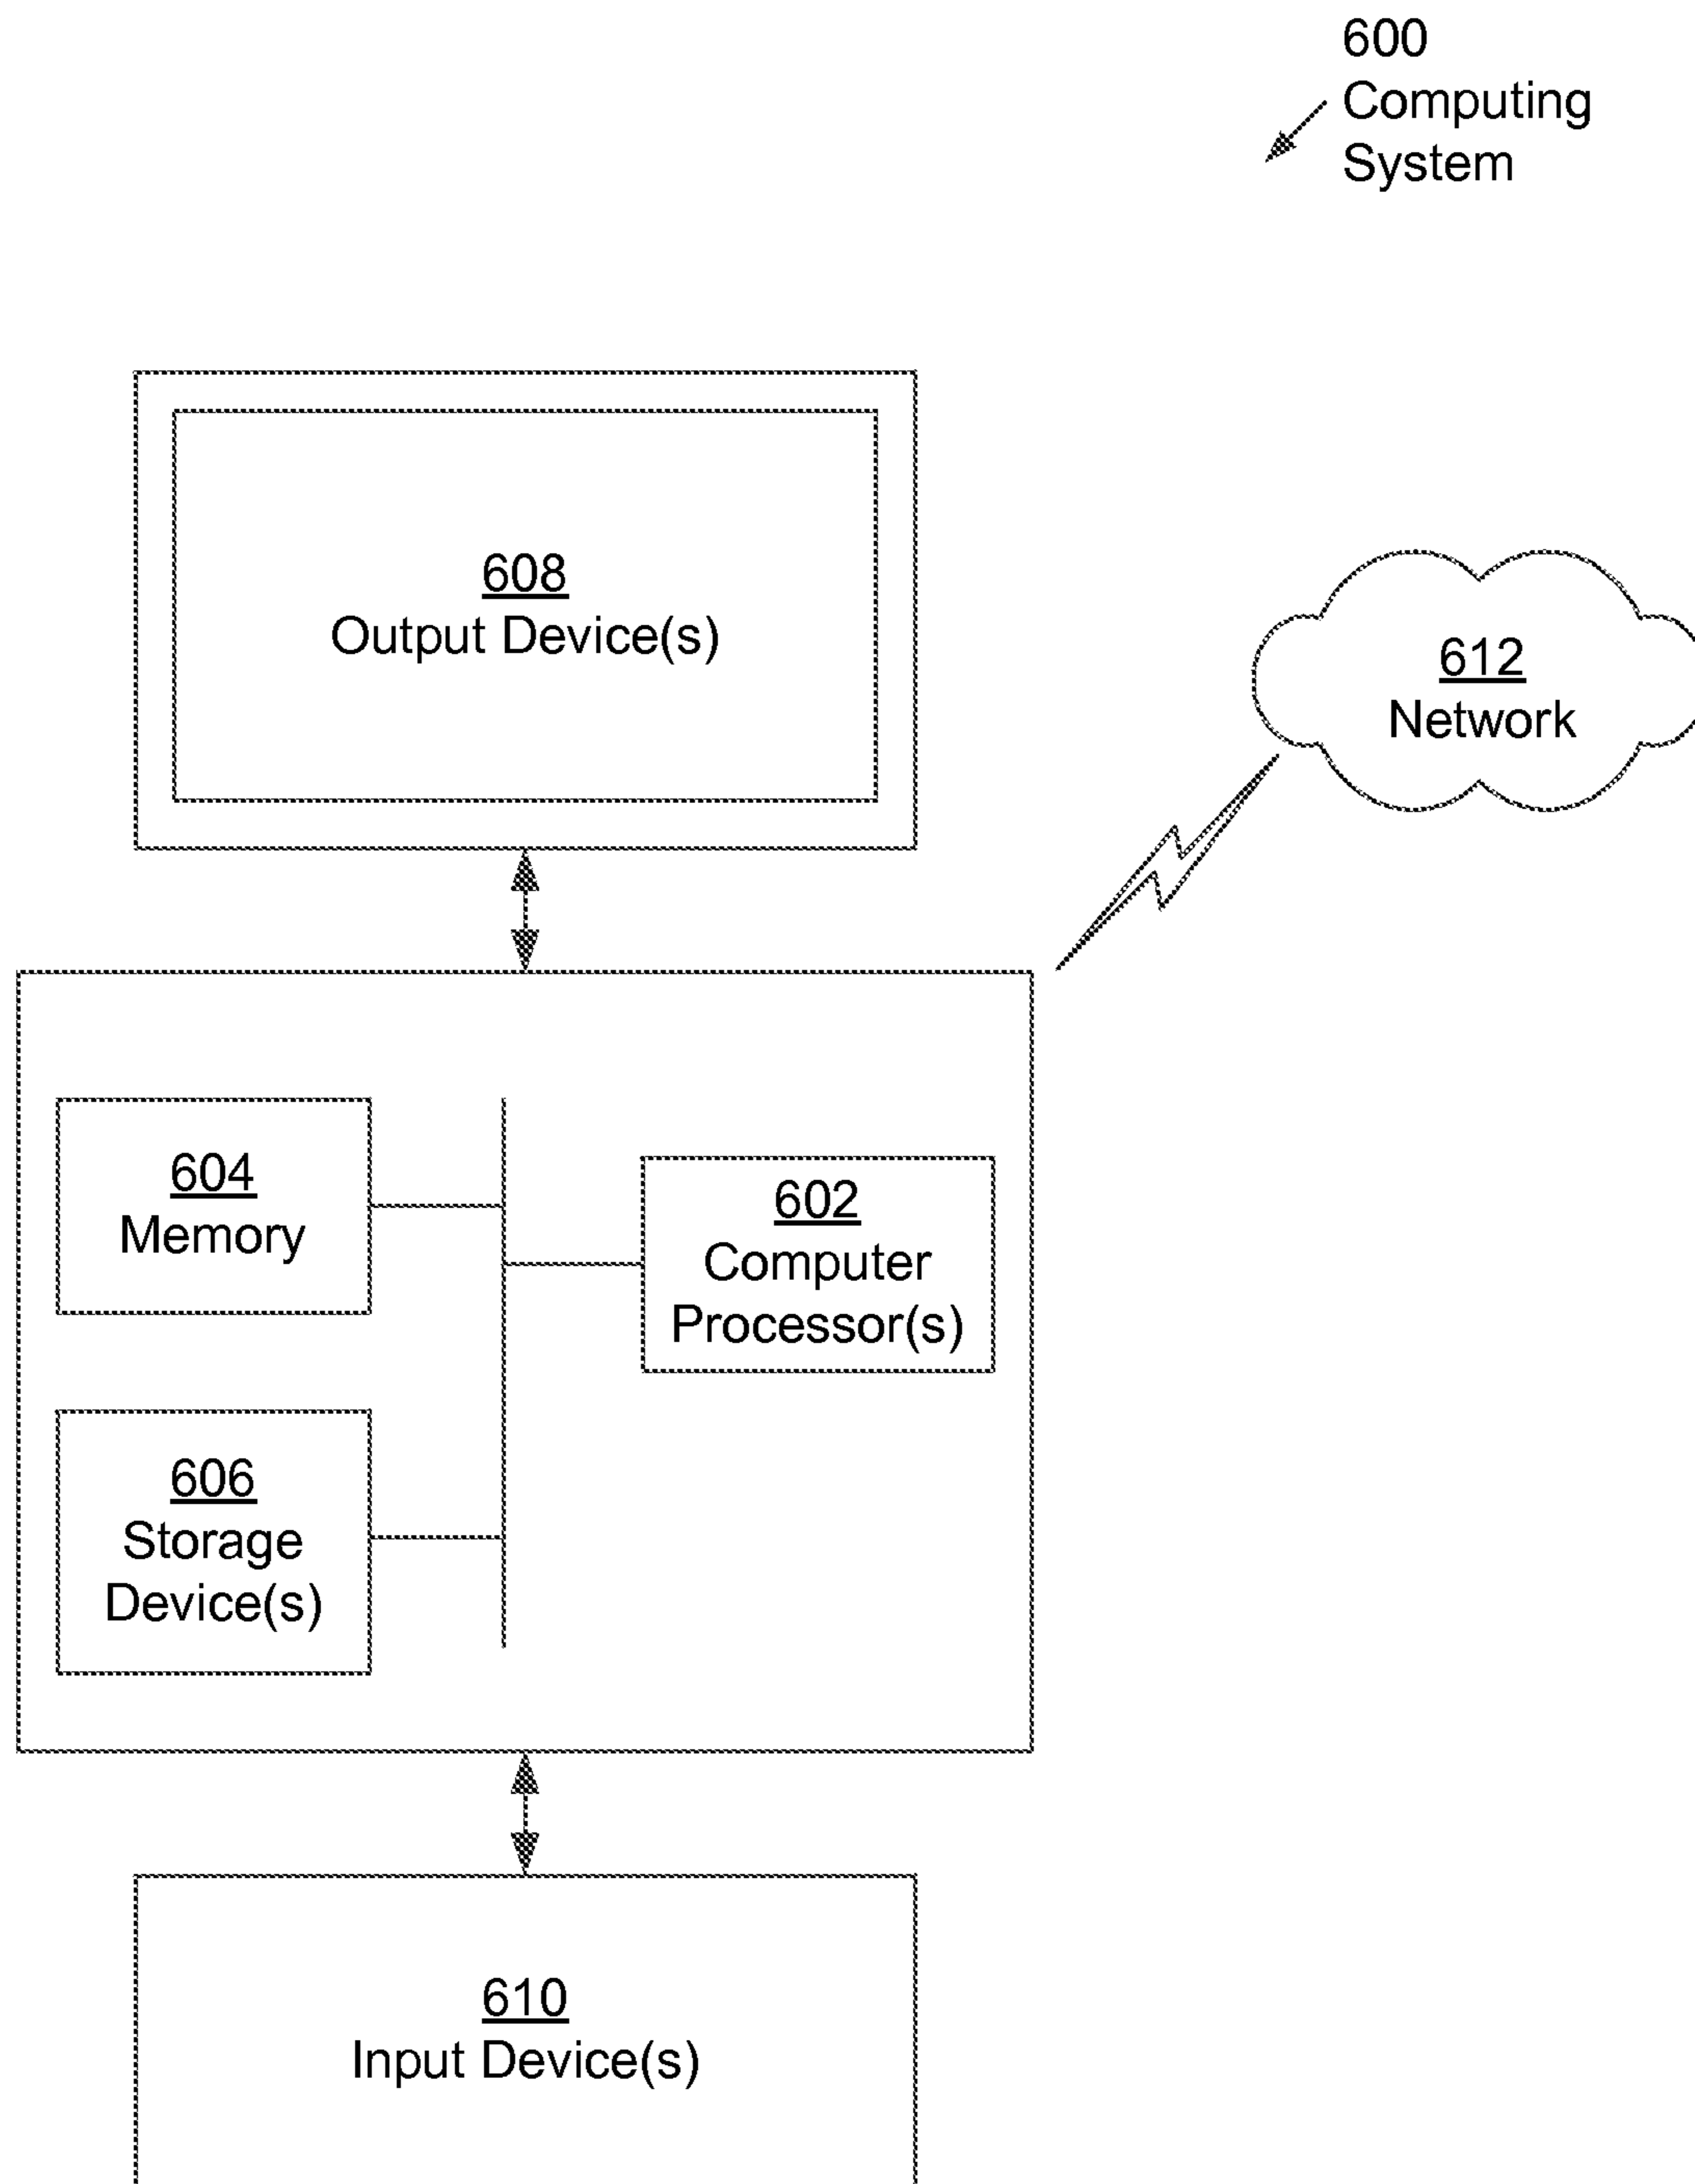 600
Computing
System
608
Output Device(s)
612
Network
604
Memory
602
Computer
Processor(s)
606
Storage
Device(s)
610
Input Device(s)